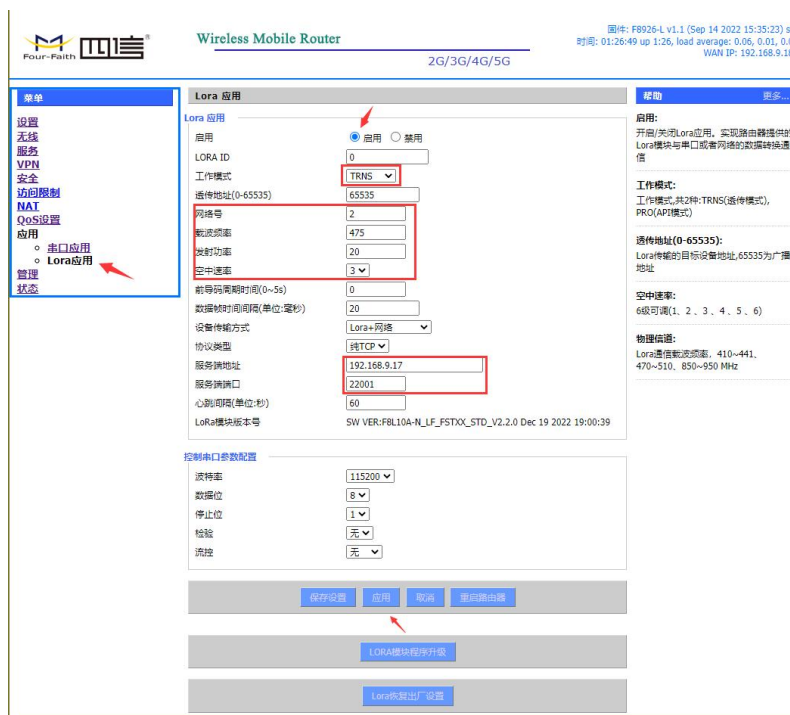 Four-Faith
四信®
Wireless Mobile Router
2G/3G/4G/5G
固件: F8926-L v1.1 (Sep 14 2022 15:35:23) s
时间: 01:26:49 up 1:26, load average: 0.06, 0.01, 0.0
WAN IP: 192.168.9.18
菜单
设置
无线
服务
VPN
安全
访问限制
NAT
QoS设置
应用
串口应用
Lora应用
管理
状态
Lora 应用
Lora 应用
启用 启用 禁用
LORA ID 0
工作模式 TRNS
透传地址(0-65535) 65535
网络号 2
载波频率 475
发射功率 20
空中速率 3
前导码周期时间(0~5s) 0
数据帧时间间隔(单位:毫秒) 20
设备传输方式 Lora+网络
协议类型 纯TCP
服务端地址 192.168.9.17
服务端端口 22001
心跳间隔(单位:秒) 60
LoRa模块版本号 SW VER:F8L10A-N_LF_FSTXX_STD_V2.2.0 Dec 19 2022 19:00:39
控制串口参数配置
波特率 115200
数据位 8
停止位 1
检验 无
流控 无
保存设置 应用 取消 重启路由器
LORA模块程序升级
Lora恢复出厂设置
帮助 更多...
启用:
开启/关闭Lora应用。实现路由器提供的
Lora模块与串口或者网络的数据转换通
信
工作模式:
工作模式,共2种:TRNS(透传模式),
PRO(API模式)
透传地址(0-65535):
Lora传输的目标设备地址,65535为广播
地址
空中速率:
6级可调(1、2、3、4、5、6)
物理信道:
Lora通信载波频率，410~441、
470~510、850~950 MHz